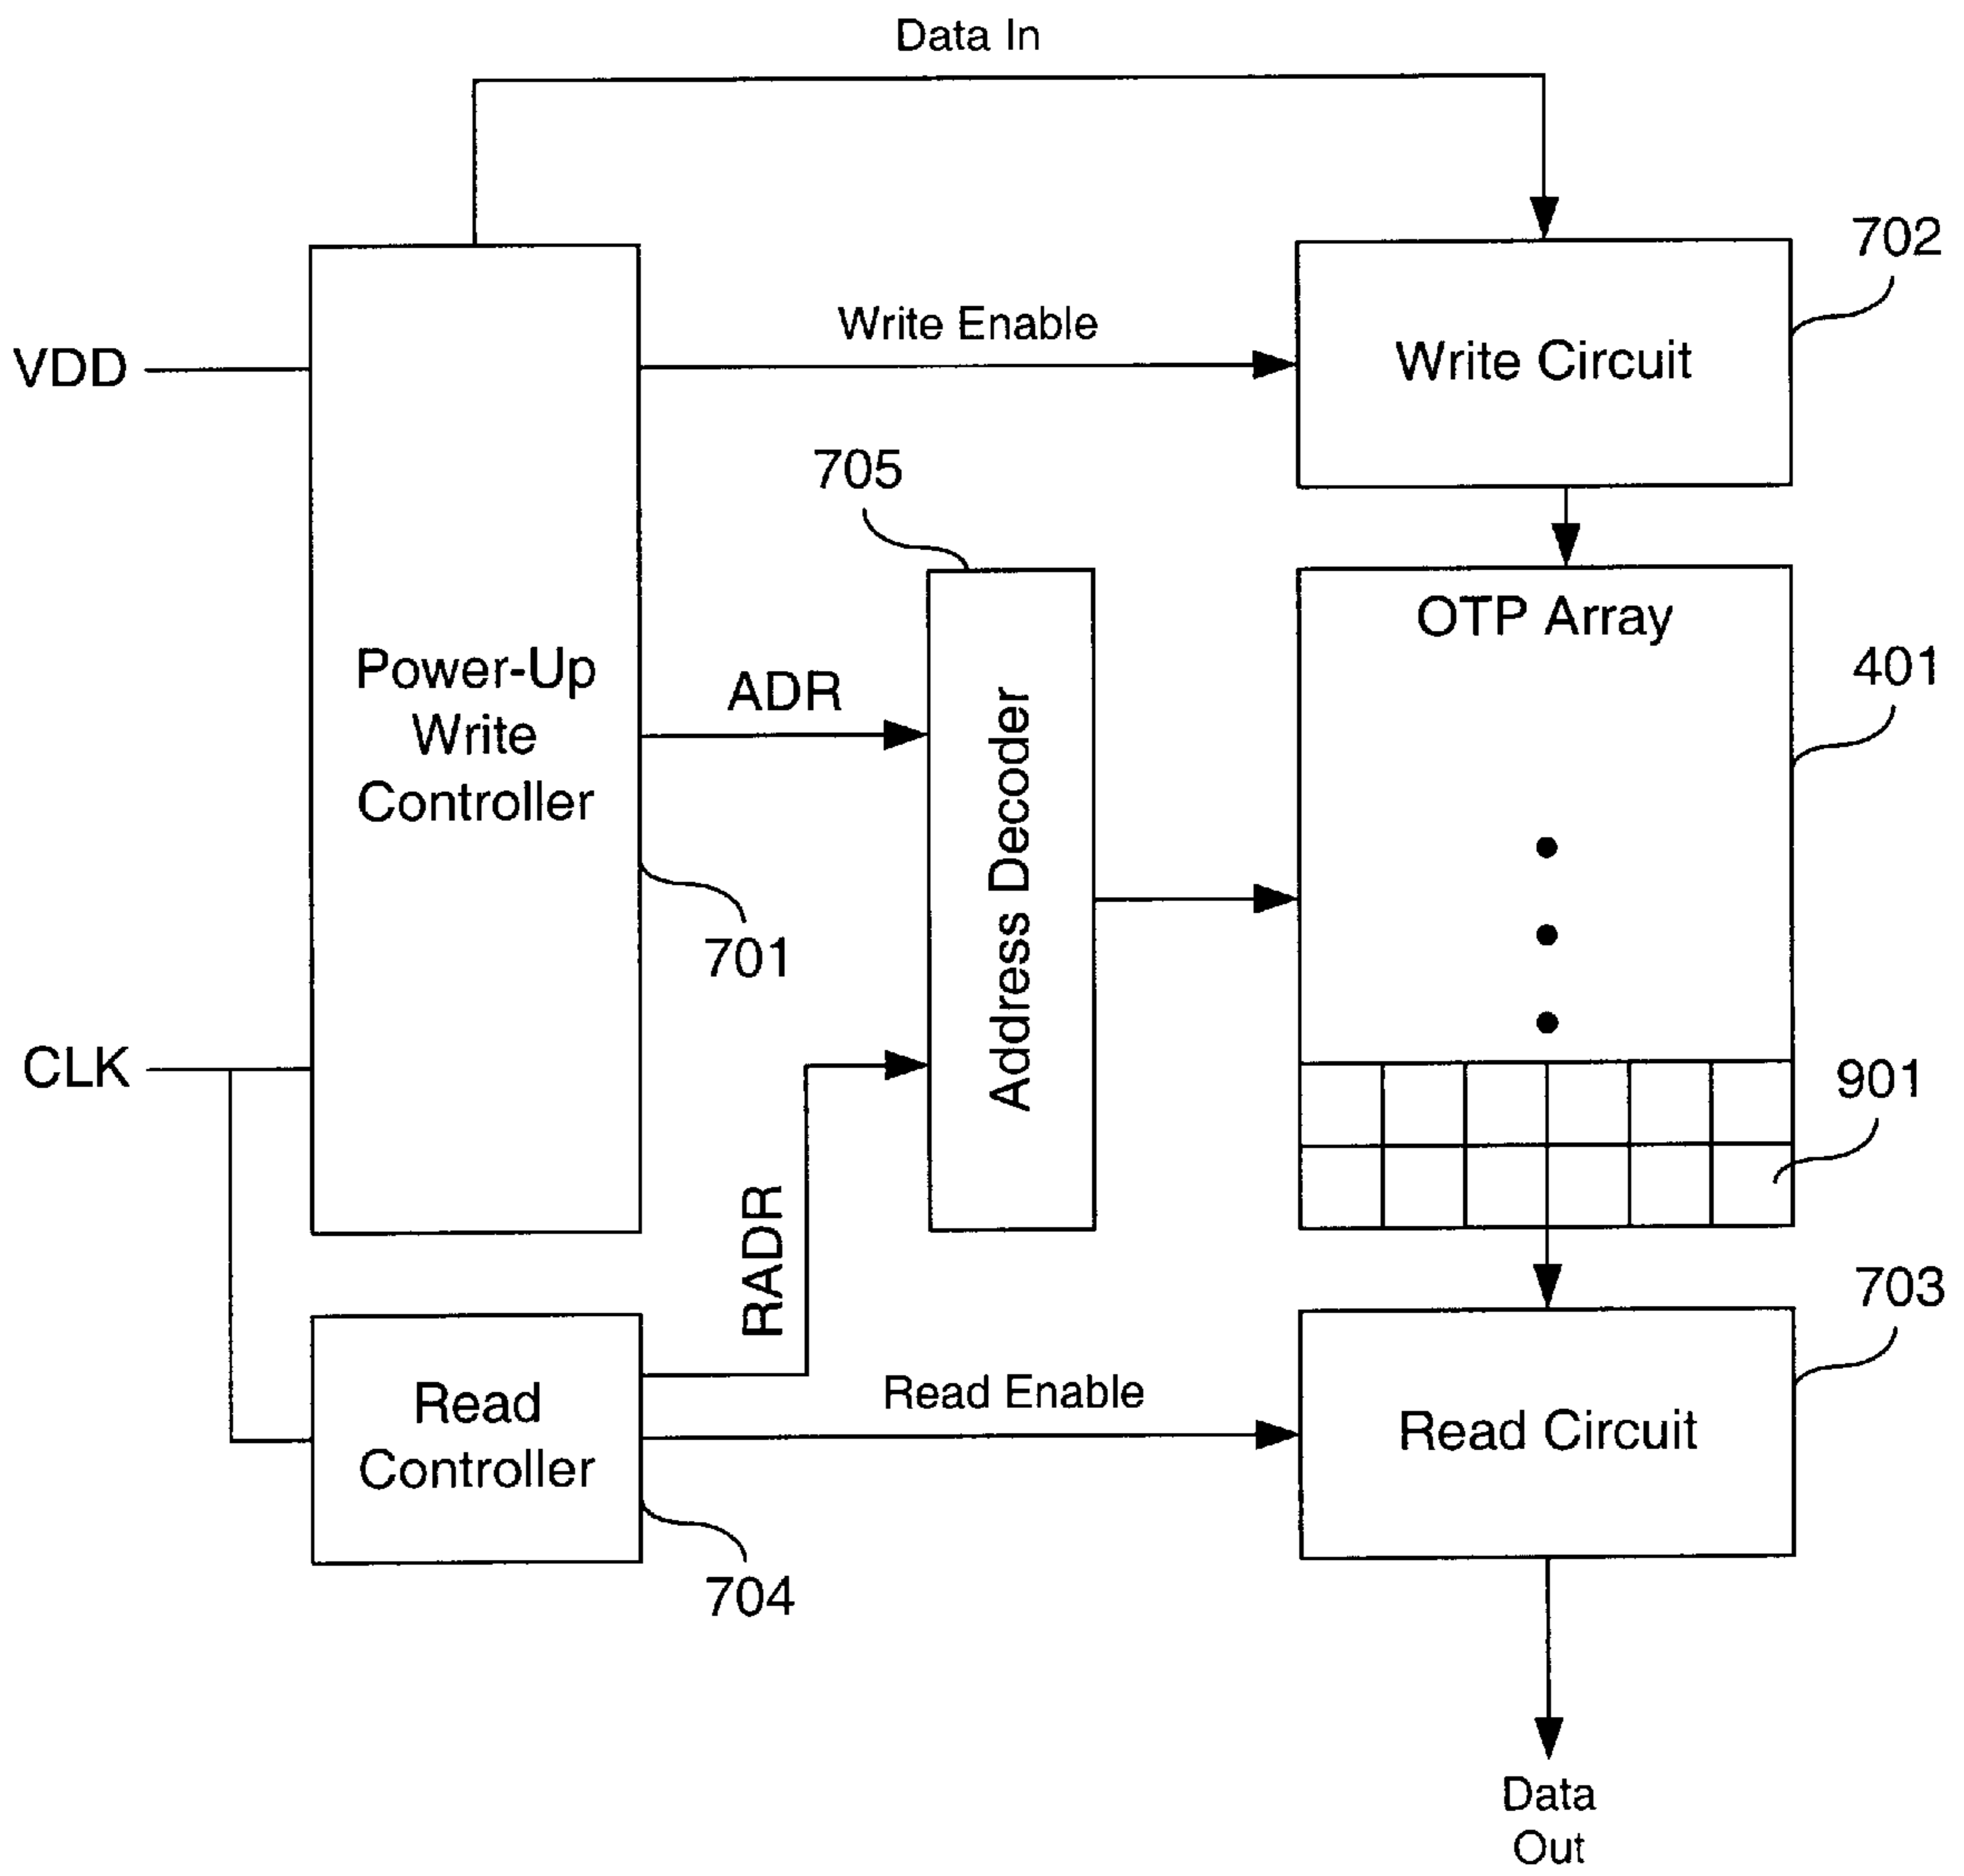 Data In
702
Write Enable
VDD
Write Circuit
705
OTP Array
401
Power-Up
Write
Controller
ADR
Address Decoder
701
CLK
901
RADR
703
Read
Controller
Read Enable
Read Circuit
704
Data
Out